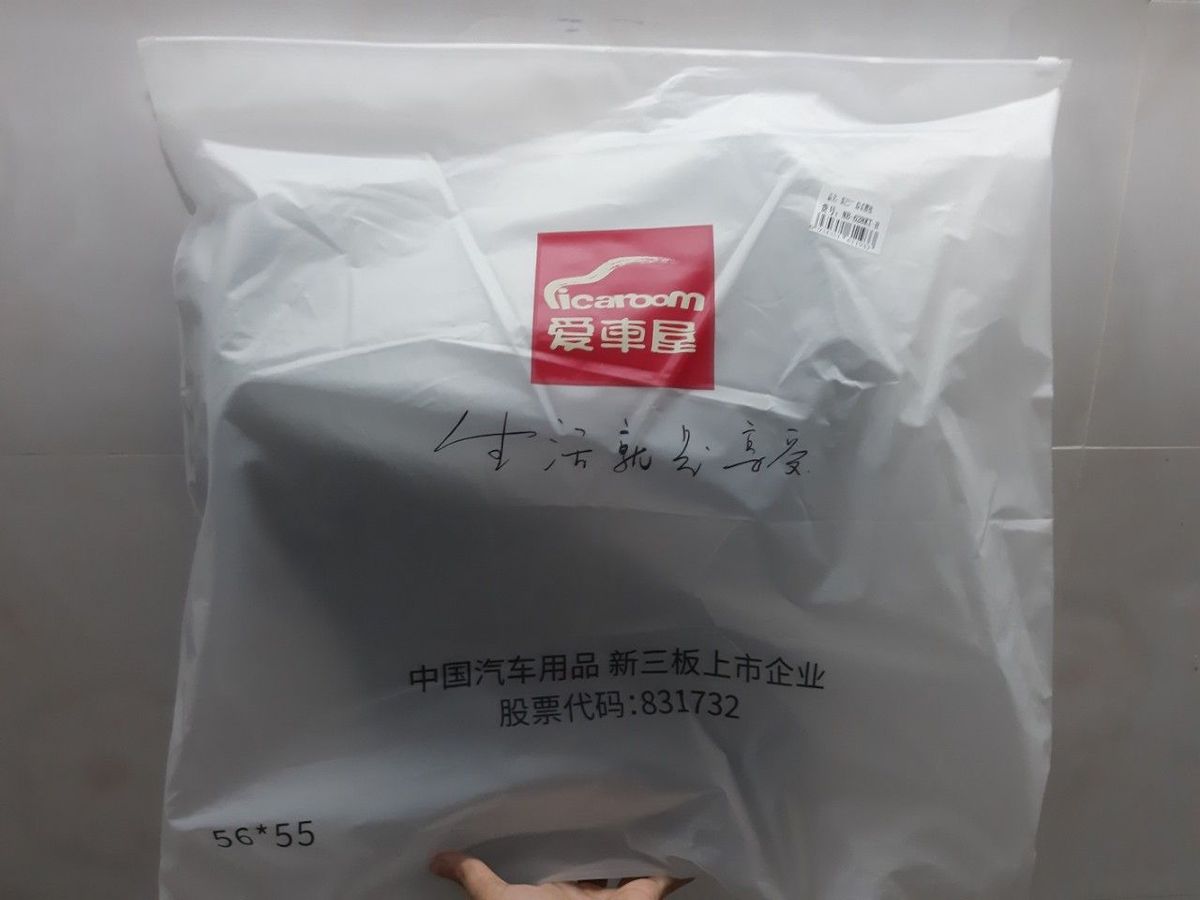 icaroom
爱車屋
生活就是享受
中国汽车用品 新三板上市企业
股票代码:831732
56*55